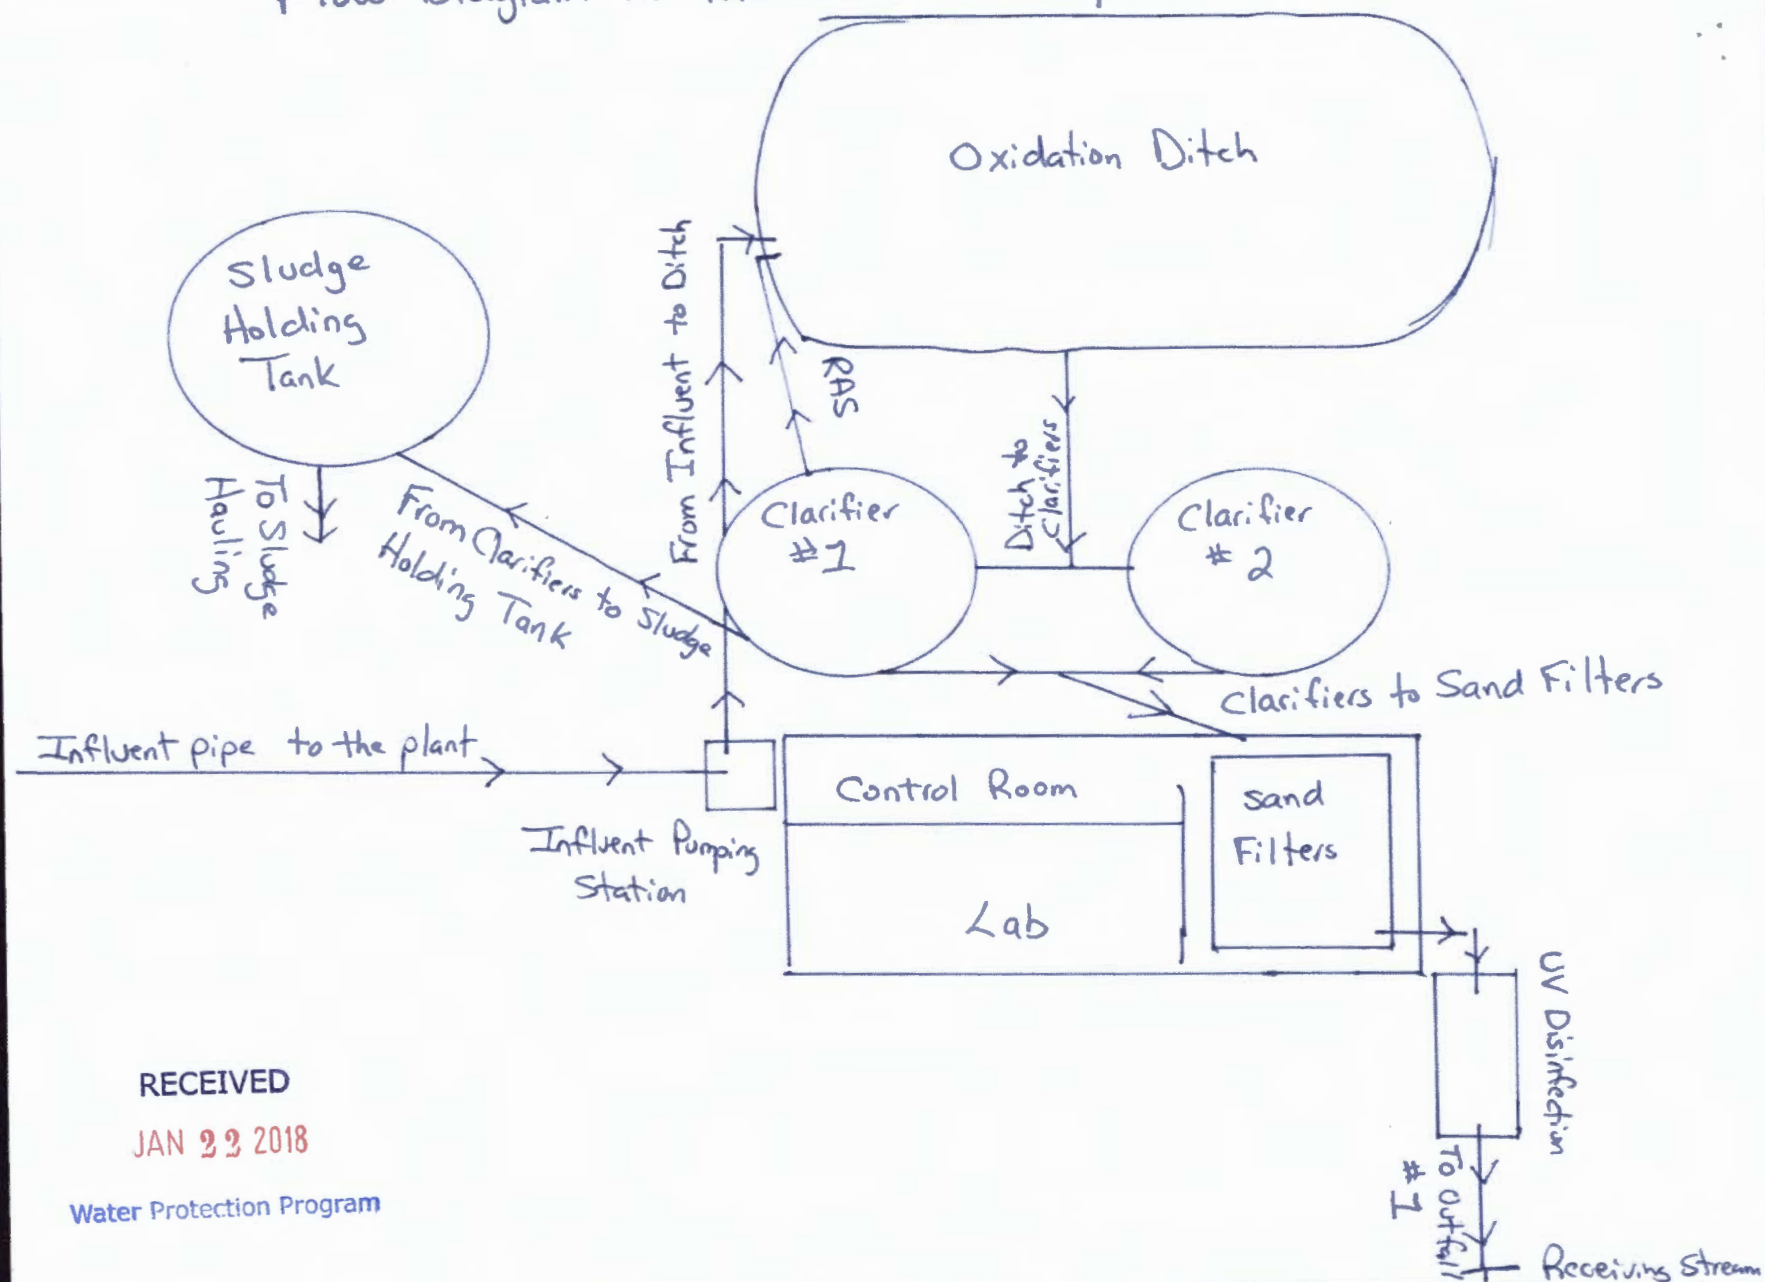 Flow Diagram
Oxidation Ditch
Sludge
Holding
Tank
From Influent to Ditch
RAS
Ditch to
Clarifiers
To Sludge
Hauling
From Clarifiers to Sludge
Holding Tank
Clarifier
#1
Clarifier
# 2
Clarifiers to Sand Filters
Influent pipe to the plant
Influent Pumping
Station
Control Room
Lab
Sand
Filters
UV Disinfection
To Outfall
#1
Receiving Stream
RECEIVED
JAN 22 2018
Water Protection Program